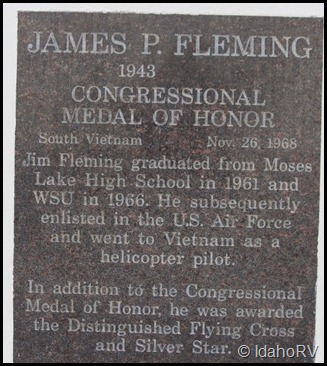 JAMES P. FLEMING
1943
CONGRESSIONAL
MEDAL OF HONOR
South Vietnam Nov. 26, 1968
Jim Fleming graduated from Moses
Lake High School in 1961 and
WSU in 1966. He subsequently
enlisted in the U.S. Air Force
and went to Vietnam as a
helicopter pilot.
In addition to the Congressional
Medal of Honor, he was awarded
the Distinguished Flying Cross
and Silver Star.
© IdahoRV